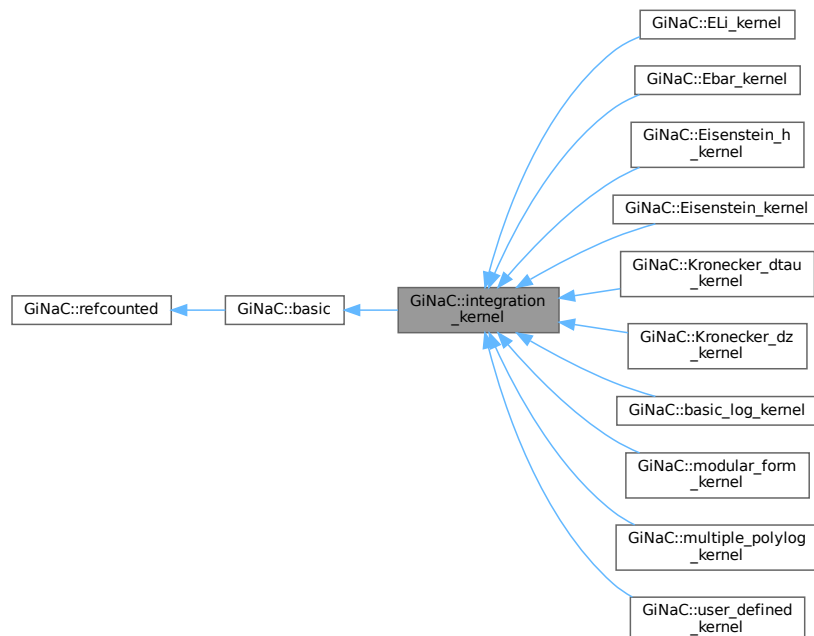 GiNaC::ELi_kernel
GiNaC::Ebar_kernel
GiNaC::Eisenstein_h
_kernel
GiNaC::Eisenstein_kernel
GiNaC::Kronecker_dtau
_kernel
GiNaC::refcounted
GiNaC::basic
GiNaC::integration
_kernel
GiNaC::Kronecker_dz
_kernel
GiNaC::basic_log_kernel
GiNaC::modular_form
_kernel
GiNaC::multiple_polylog
_kernel
GiNaC::user_defined
_kernel